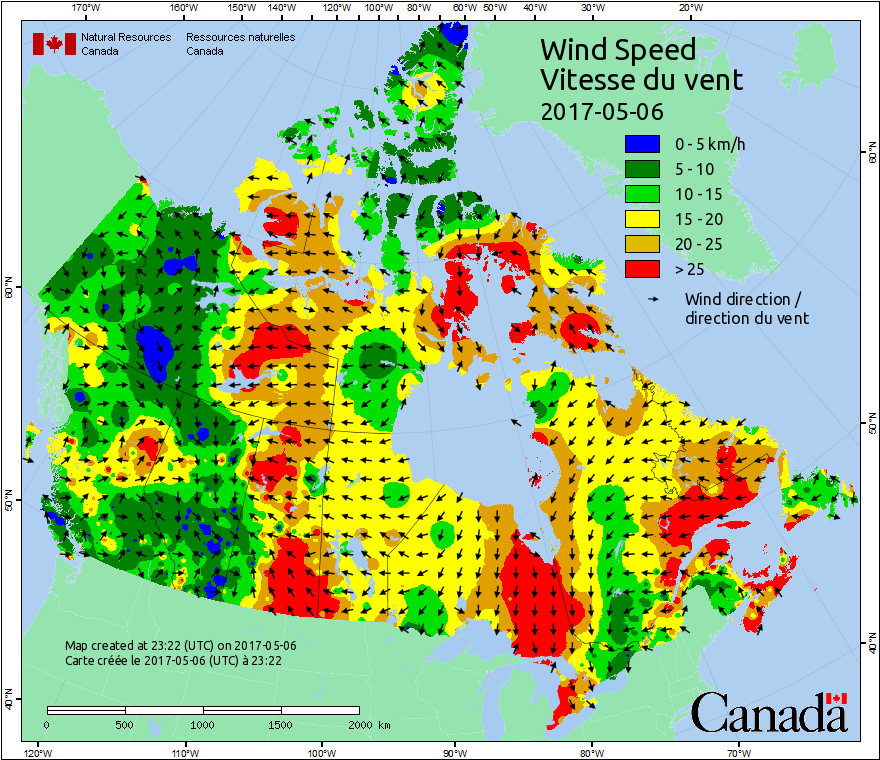 170°W 160°W 150°W 140°W 120°W 100°W 80°W 60°W 50°W 40°W 30°W 20°W
Natural Resources Ressources naturelles
Canada Canada
Wind Speed
Vitesse du vent
2017-05-06
0 - 5 km/h
5 - 10
10 - 15
15 - 20
20 - 25
> 25
Wind direction /
direction du vent
60°N
60°N
50°N
50°N
40°N
40°N
Map created at 23:22 (UTC) on 2017-05-06
Carte créée le 2017-05-06 (UTC) à 23:22
0 500 1000 1500 2000 km
Canada
120°W 110°W 100°W 90°W 80°W 70°W